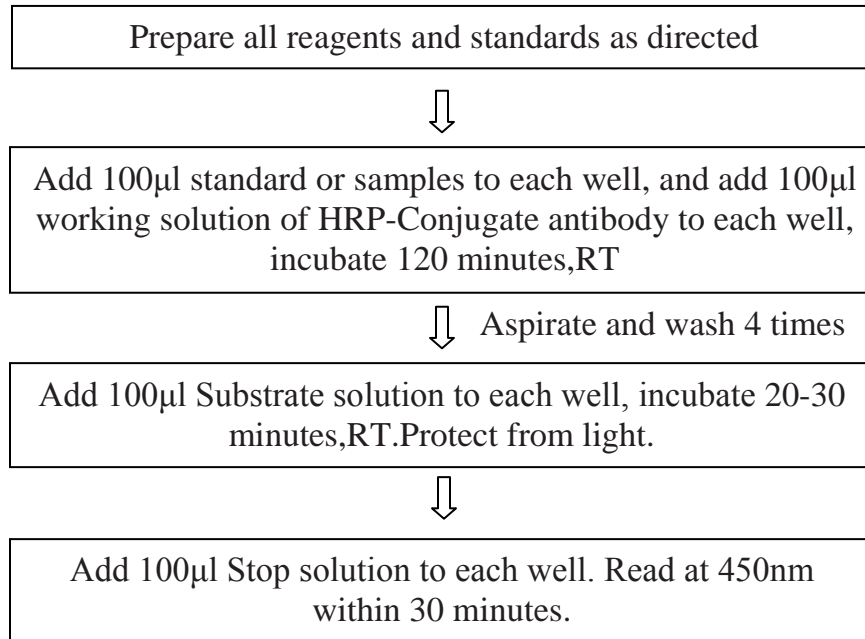 Prepare all reagents and standards as directed
Add 100μl standard or samples to each well, and add 100μl
working solution of HRP-Conjugate antibody to each well,
incubate 120 minutes,RT
Aspirate and wash 4 times
Add 100μl Substrate solution to each well, incubate 20-30
minutes,RT.Protect from light.
Add 100μl Stop solution to each well. Read at 450nm
within 30 minutes.